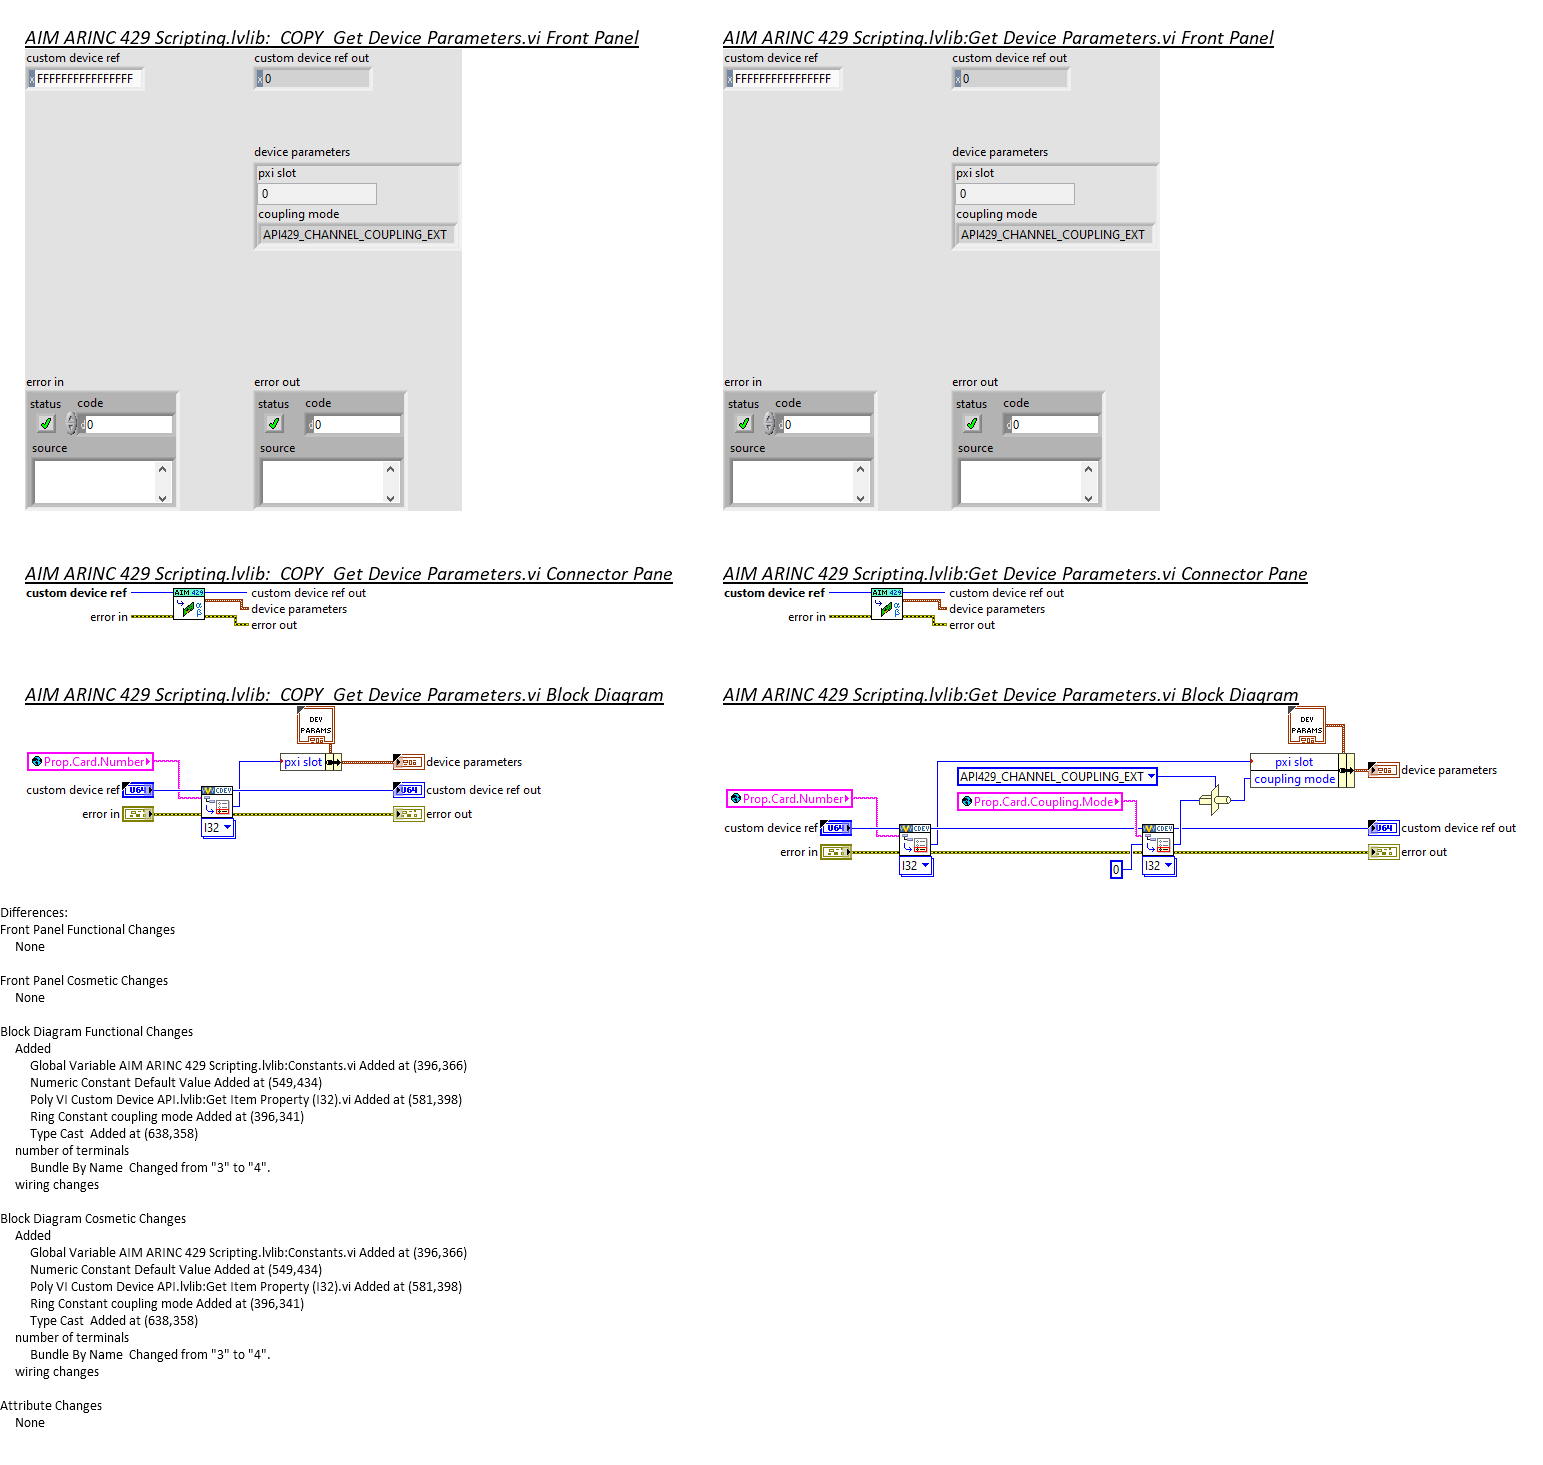 AIM ARINC 429 Scripting.lvlib:_COPY_Get Device Parameters.vi Front Panel
custom device ref
custom device ref out
x FFFFFFFFFFFFFFFF
x 0
device parameters
pxi slot
0
coupling mode
API429_CHANNEL_COUPLING_EXT
error in
error out
status code
status code
d 0
d 0
source
source
AIM ARINC 429 Scripting.lvlib:Get Device Parameters.vi Front Panel
custom device ref
custom device ref out
x FFFFFFFFFFFFFFFF
x 0
device parameters
pxi slot
0
coupling mode
API429_CHANNEL_COUPLING_EXT
error in
error out
status code
status code
d 0
d 0
source
source
AIM ARINC 429 Scripting.lvlib:_COPY_Get Device Parameters.vi Connector Pane
custom device ref
AIM 429
α
β
custom device ref out
device parameters
error in
error out
AIM ARINC 429 Scripting.lvlib:Get Device Parameters.vi Connector Pane
custom device ref
AIM 429
α
β
custom device ref out
device parameters
error in
error out
AIM ARINC 429 Scripting.lvlib:_COPY_Get Device Parameters.vi Block Diagram
DEV
PARAMS
Prop.Card.Number
pxi slot
device parameters
custom device ref
U64
CDEV
U64
custom device ref out
error in
error out
I32
AIM ARINC 429 Scripting.lvlib:Get Device Parameters.vi Block Diagram
DEV
PARAMS
pxi slot
device parameters
API429_CHANNEL_COUPLING_EXT
coupling mode
Prop.Card.Number
Prop.Card.Coupling.Mode
custom device ref
U64
CDEV
CDEV
U64
custom device ref out
error in
error out
I32
0
I32
Differences:
Front Panel Functional Changes
None
Front Panel Cosmetic Changes
None
Block Diagram Functional Changes
Added
Global Variable AIM ARINC 429 Scripting.lvlib:Constants.vi Added at (396,366)
Numeric Constant Default Value Added at (549,434)
Poly VI Custom Device API.lvlib:Get Item Property (I32).vi Added at (581,398)
Ring Constant coupling mode Added at (396,341)
Type Cast  Added at (638,358)
number of terminals
Bundle By Name  Changed from "3" to "4".
wiring changes
Block Diagram Cosmetic Changes
Added
Global Variable AIM ARINC 429 Scripting.lvlib:Constants.vi Added at (396,366)
Numeric Constant Default Value Added at (549,434)
Poly VI Custom Device API.lvlib:Get Item Property (I32).vi Added at (581,398)
Ring Constant coupling mode Added at (396,341)
Type Cast  Added at (638,358)
number of terminals
Bundle By Name  Changed from "3" to "4".
wiring changes
Attribute Changes
None